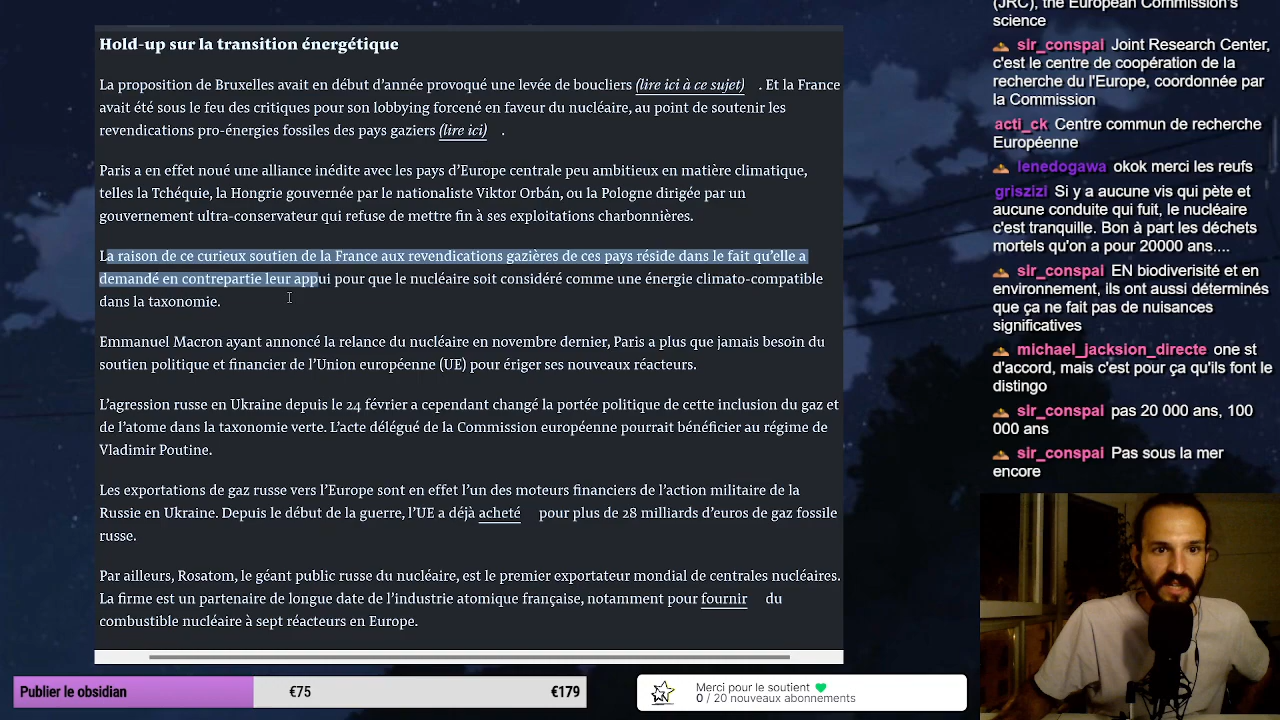 Hold-up sur la transition énergétique
La proposition de Bruxelles avait en début d'année provoqué une levée de boucliers (lire ici à ce sujet) . Et la France
avait été sous le feu des critiques pour son lobbying forcené en faveur du nucléaire, au point de soutenir les
revendications pro-énergies fossiles des pays gaziers (lire ici) .
Paris a en effet noué une alliance inédite avec les pays d'Europe centrale peu ambitieux en matière climatique,
telles la Tchéquie, la Hongrie gouvernée par le nationaliste Viktor Orbán, ou la Pologne dirigée par un
gouvernement ultra-conservateur qui refuse de mettre fin à ses exploitations charbonnières.
La raison de ce curieux soutien de la France aux revendications gazières de ces pays réside dans le fait qu'elle a
demandé en contrepartie leur appui pour que le nucléaire soit considéré comme une énergie climato-compatible
dans la taxonomie.
Emmanuel Macron ayant annoncé la relance du nucléaire en novembre dernier, Paris a plus que jamais besoin du
soutien politique et financier de l'Union européenne (UE) pour ériger ses nouveaux réacteurs.
L'agression russe en Ukraine depuis le 24 février a cependant changé la portée politique de cette inclusion du gaz et
de l'atome dans la taxonomie verte. L'acte délégué de la Commission européenne pourrait bénéficier au régime de
Vladimir Poutine.
Les exportations de gaz russe vers l'Europe sont en effet l'un des moteurs financiers de l'action militaire de la
Russie en Ukraine. Depuis le début de la guerre, l'UE a déjà acheté pour plus de 28 milliards d'euros de gaz fossile
russe.
Par ailleurs, Rosatom, le géant public russe du nucléaire, est le premier exportateur mondial de centrales nucléaires.
La firme est un partenaire de longue date de l'industrie atomique française, notamment pour fournir du
combustible nucléaire à sept réacteurs en Europe.
(JRC), the European Commission's
science
sir_conspai Joint Research Center,
c'est le centre de coopération de la
recherche du l'Europe, coordonnée par
la Commission
acti_ck Centre commun de recherche
Européenne
lenedogawa okok merci les reufs
griszizi Si y a aucune vis qui pète et
aucune conduite qui fuit, le nucléaire
c'est tranquille. Bon à part les déchets
mortels qu'on a pour 20000 ans....
sir_conspai EN biodiverisité et en
environnement, ils ont aussi déterminés
que ça ne fait pas de nuisances
significatives
michael_jacksion_directe one st
d'accord, mais c'est pour ça qu'ils font le
distingo
sir_conspai pas 20 000 ans, 100
000 ans
sir_conspai Pas sous la mer
encore
Publier le obsidian €75 €179
Merci pour le soutient
0 / 20 nouveaux abonnements